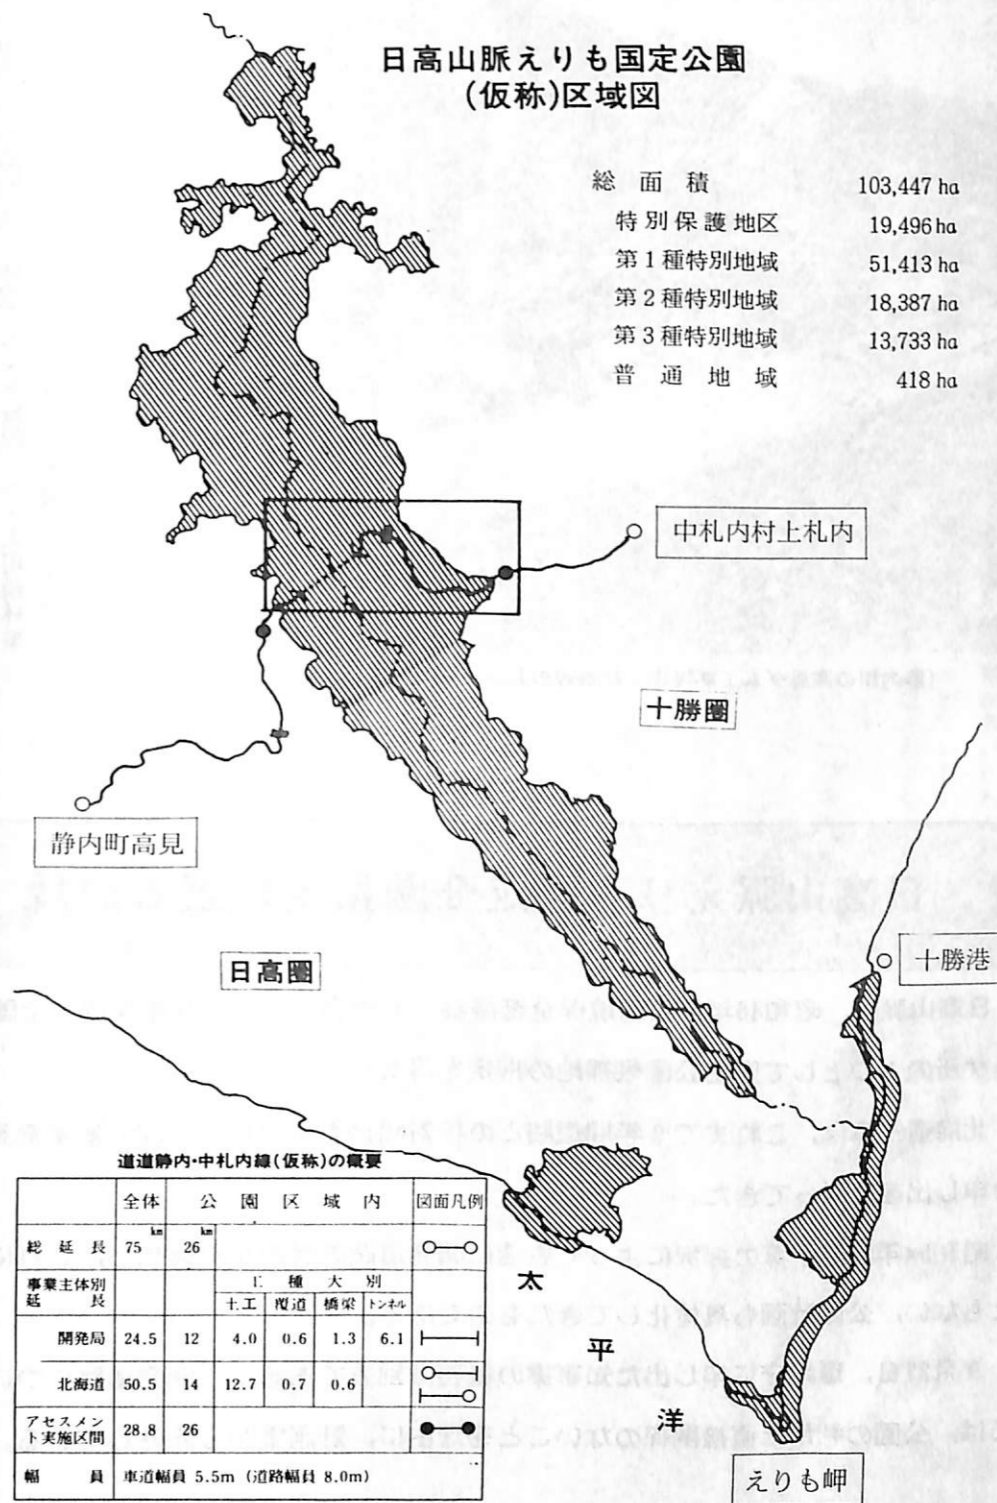 日高山脈えりも国定公園
(仮称)区域図
総面積 103,447 ha
特別保護地区 19,496 ha
第1種特別地域 51,413 ha
第2種特別地域 18,387 ha
第3種特別地域 13,733 ha
普通地域 418 ha
中札内村上札内
十勝圏
静内町高見
日高圏
十勝港
道道静内・中札内線(仮称)の概要
全体 公園区域内 図面凡例
総延長 75km 26km
事業主体別延長 工種大別
土工 覆道 橋梁 トンネル
開発局 24.5 12 4.0 0.6 1.3 6.1
北海道 50.5 14 12.7 0.7 0.6
アセスメント実施区間 28.8 26
幅員 車道幅員 5.5m (道路幅員 8.0m)
太平洋
えりも岬